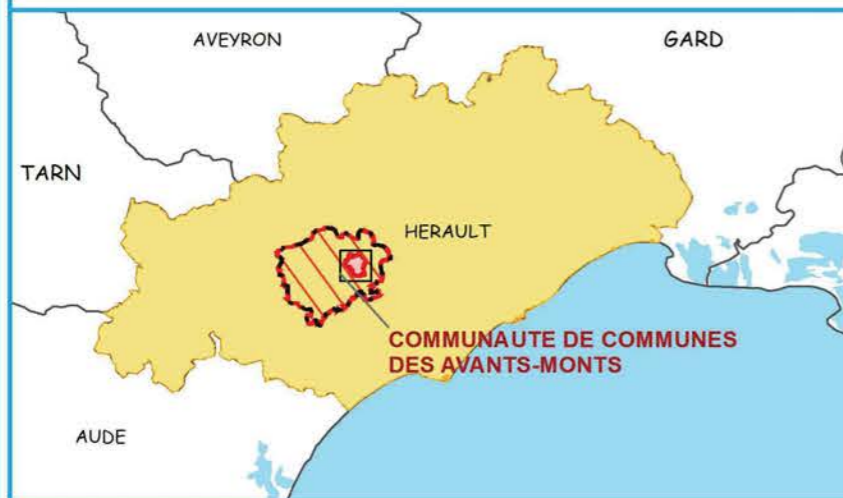 AVEYRON
GARD
TARN
HERAULT
COMMUNAUTE DE COMMUNES
DES AVANTS-MONTS
AUDE